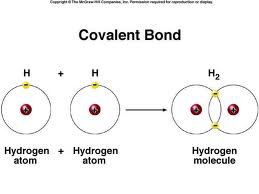 Copyright © The McGraw-Hill Companies, Inc. Permission required for reproduction or display.
Covalent Bond
H + H H₂
Hydrogen atom + Hydrogen atom
Hydrogen molecule